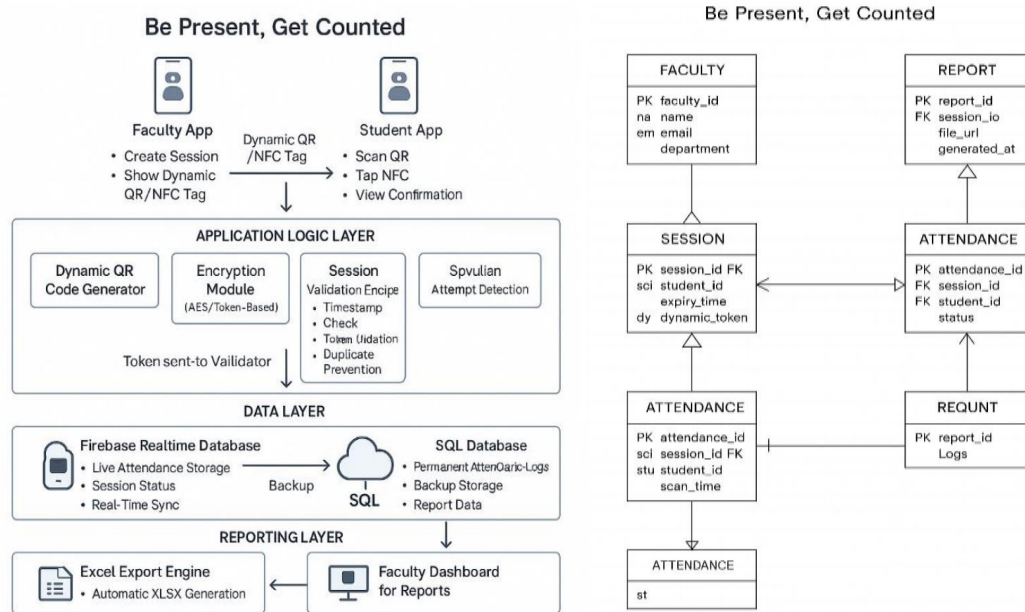 Be Present, Get Counted
Faculty App
• Create Session
• Show Dynamic
QR/NFC Tag
Dynamic QR
/NFC Tag
Student App
• Scan QR
• Tap NFC
• View Confirmation
APPLICATION LOGIC LAYER
Dynamic QR
Code Generator
Encryption
Module
(AES/Token-Based)
Session
Validation Encipe
• Timestamp
• Check
• Token Uidation
• Duplicate
Prevention
Spvulian
Attempt Detection
Token sent-to Vailidator
DATA LAYER
Firebase Realtime Database
• Live Attendance Storage
• Session Status
• Real-Time Sync
Backup
SQL
SQL Database
• Permanent AttenOaric-Logs
• Backup Storage
• Report Data
REPORTING LAYER
Excel Export Engine
• Automatic XLSX Generation
Faculty Dashboard
for Reports
Be Present, Get Counted
FACULTY
PK faculty_id
na name
em email
department
REPORT
PK report_id
FK session_io
file_url
generated_at
SESSION
PK session_id FK
sci student_id
expiry_time
dy dynamic_token
ATTENDANCE
PK attendance_id
FK session_id
FK student_id
status
ATTENDANCE
PK attendance_id
sci session_id FK
stu student_id
scan_time
REQUNT
PK report_id
Logs
ATTENDANCE
st